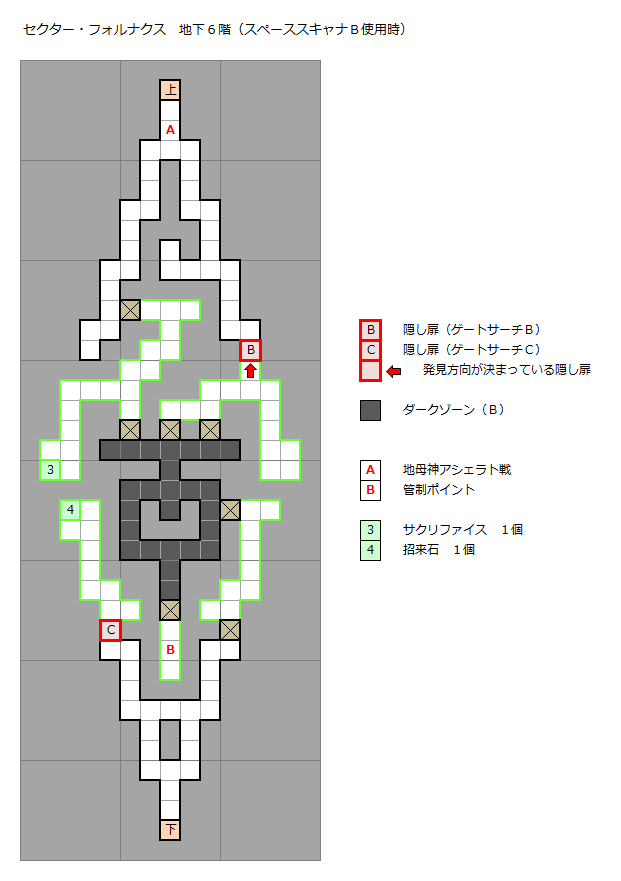 セクター・フォルナクス　地下６階（スペーススキャナＢ使用時）
上
A
B
3
4
C
B
下
B 隠し扉（ゲートサーチＢ）
C 隠し扉（ゲートサーチＣ）
発見方向が決まっている隠し扉
ダークゾーン（Ｂ）
A 地母神アシェラト戦
B 管制ポイント
3 サクリファイス　１個
4 招来石　１個